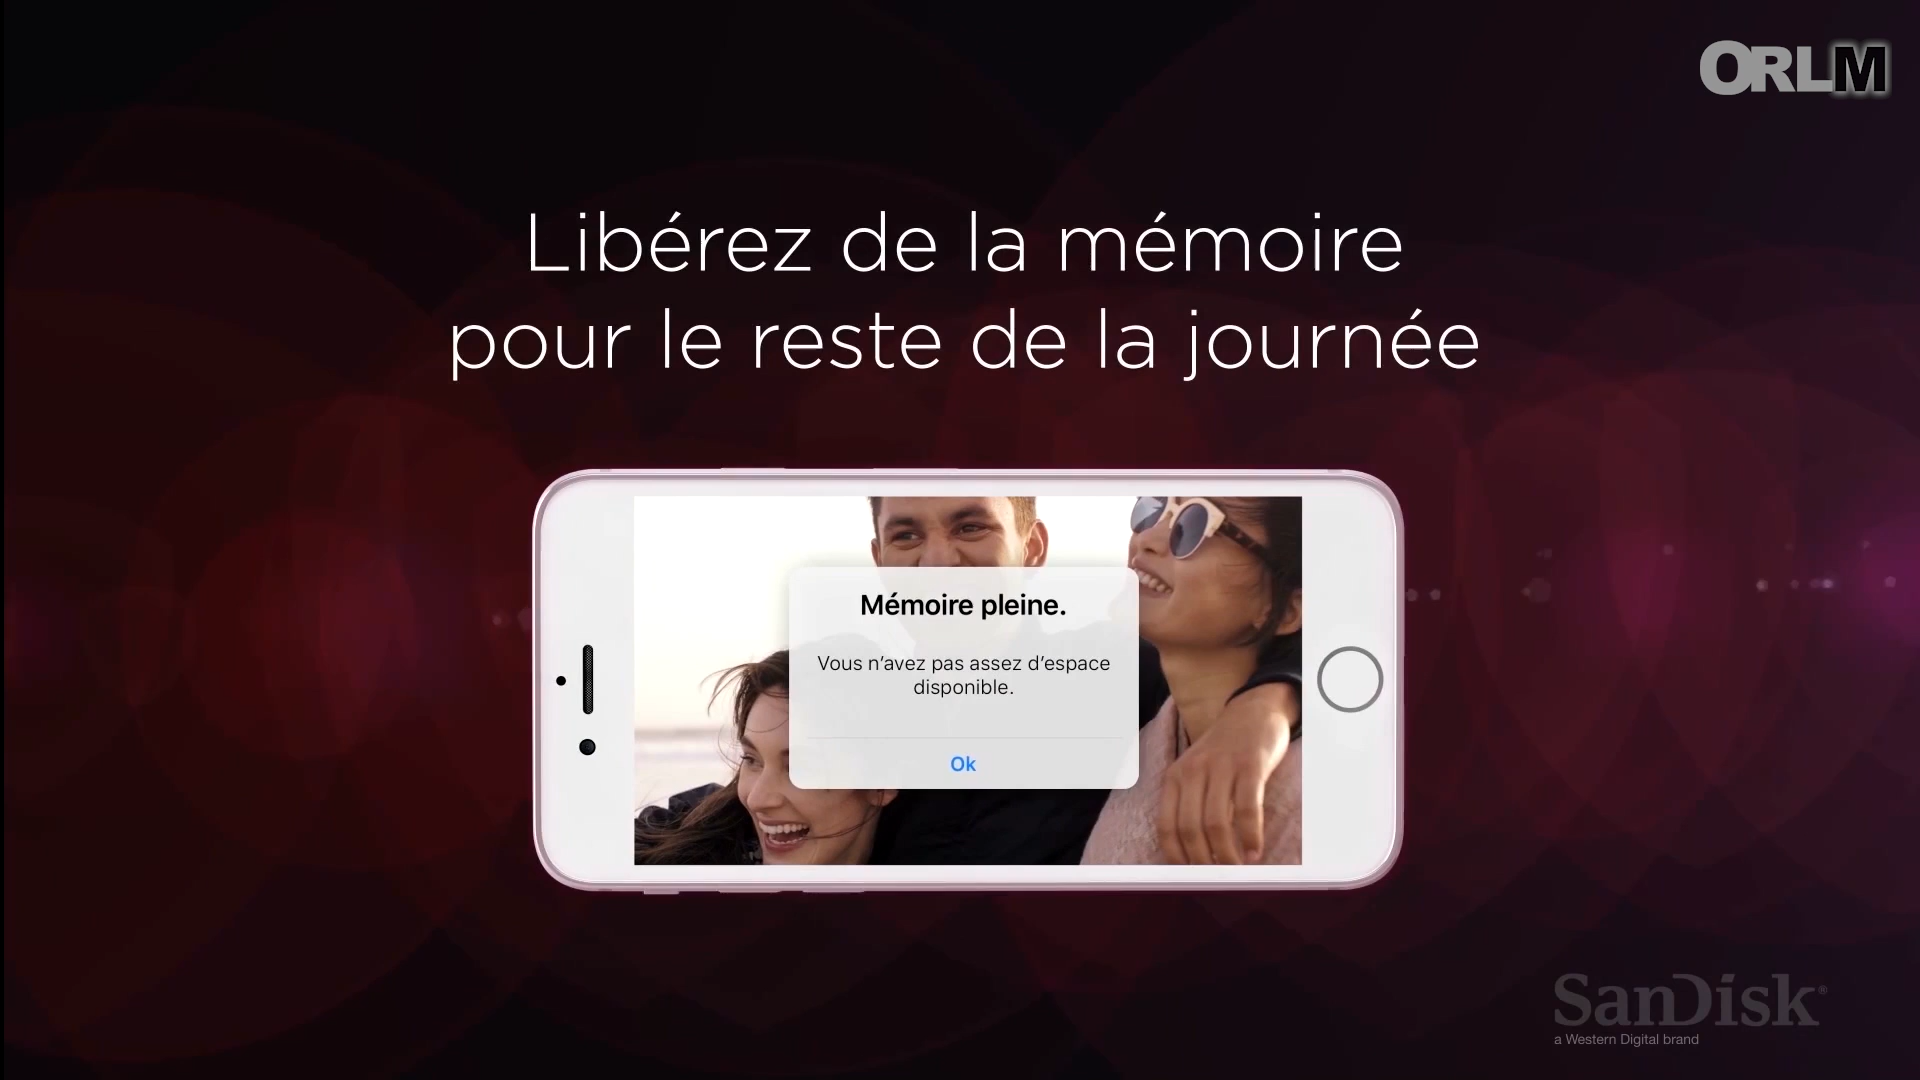 ORLM
Libérez de la mémoire
pour le reste de la journée
Mémoire pleine.
Vous n’avez pas assez d’espace
disponible.
Ok
SanDisk®
a Western Digital brand